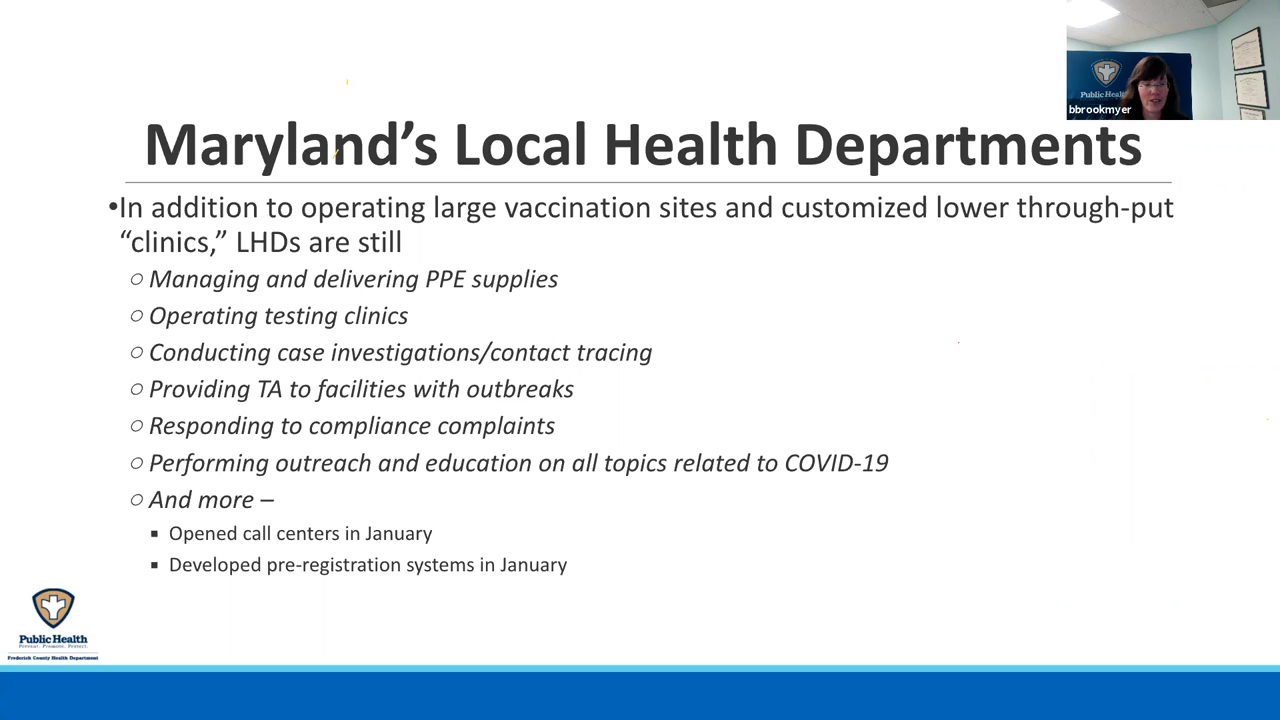 Public Heal
bbrookmyer
Maryland’s Local Health Departments
•In addition to operating large vaccination sites and customized lower through-put
“clinics,” LHDs are still
○ Managing and delivering PPE supplies
○ Operating testing clinics
○ Conducting case investigations/contact tracing
○ Providing TA to facilities with outbreaks
○ Responding to compliance complaints
○ Performing outreach and education on all topics related to COVID-19
○ And more –
▪ Opened call centers in January
▪ Developed pre-registration systems in January
Public Health
Prevent. Promote. Protect.
Frederick County Health Department